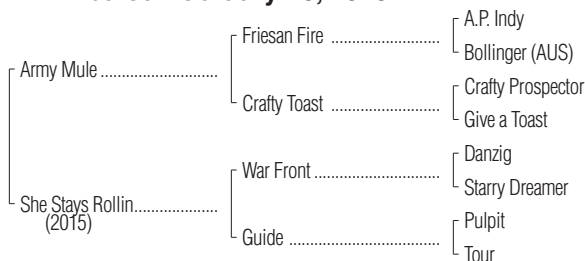 Friesan Fire
A.P. Indy
Bollinger (AUS)
Army Mule
Crafty Toast
Crafty Prospector
Give a Toast
War Front
Danzig
Starry Dreamer
She Stays Rollin
(2015)
Guide
Pulpit
Tour